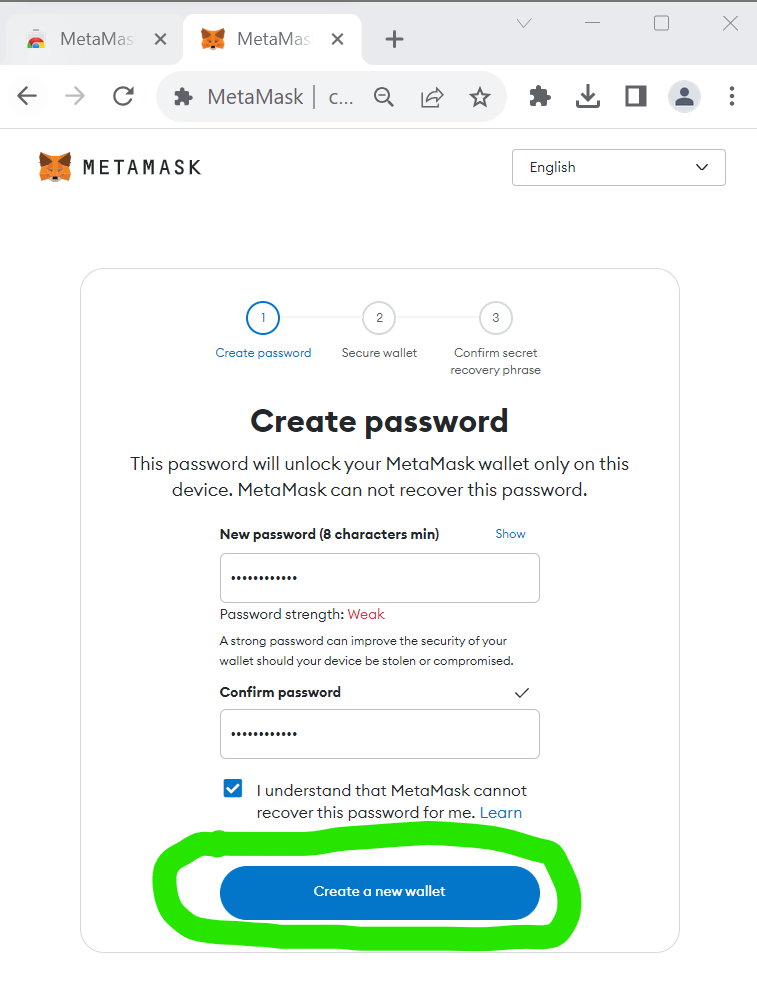 MetaMas
MetaMas
MetaMask c...
METAMASK
English
1
2
3
Create password
Secure wallet
Confirm secret
recovery phrase
Create password
This password will unlock your MetaMask wallet only on this
device. MetaMask can not recover this password.
New password (8 characters min) Show
••••••••••••
Password strength: Weak
A strong password can improve the security of your
wallet should your device be stolen or compromised.
Confirm password
••••••••••••
I understand that MetaMask cannot
recover this password for me. Learn
Create a new wallet